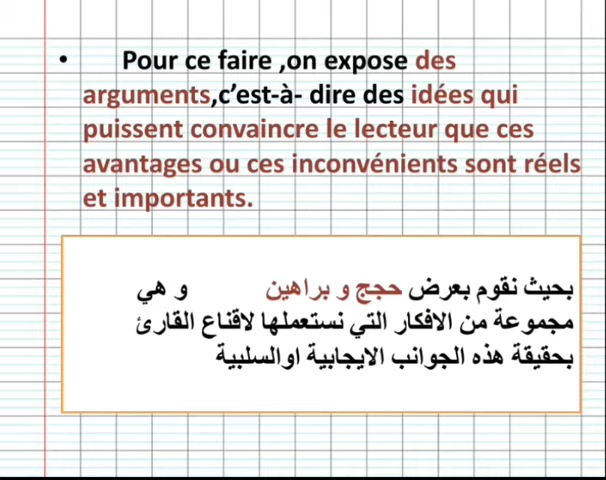 • Pour ce faire ,on expose des
arguments,c'est-à- dire des idées qui
puissent convaincre le lecteur que ces
avantages ou ces inconvénients sont réels
et importants.
بحيث نقوم بعرض حجج و براهين و هي
مجموعة من الافكار التي نستعملها لاقناع القارئ
بحقيقة هذه الجوانب الايجابية اوالسلبية